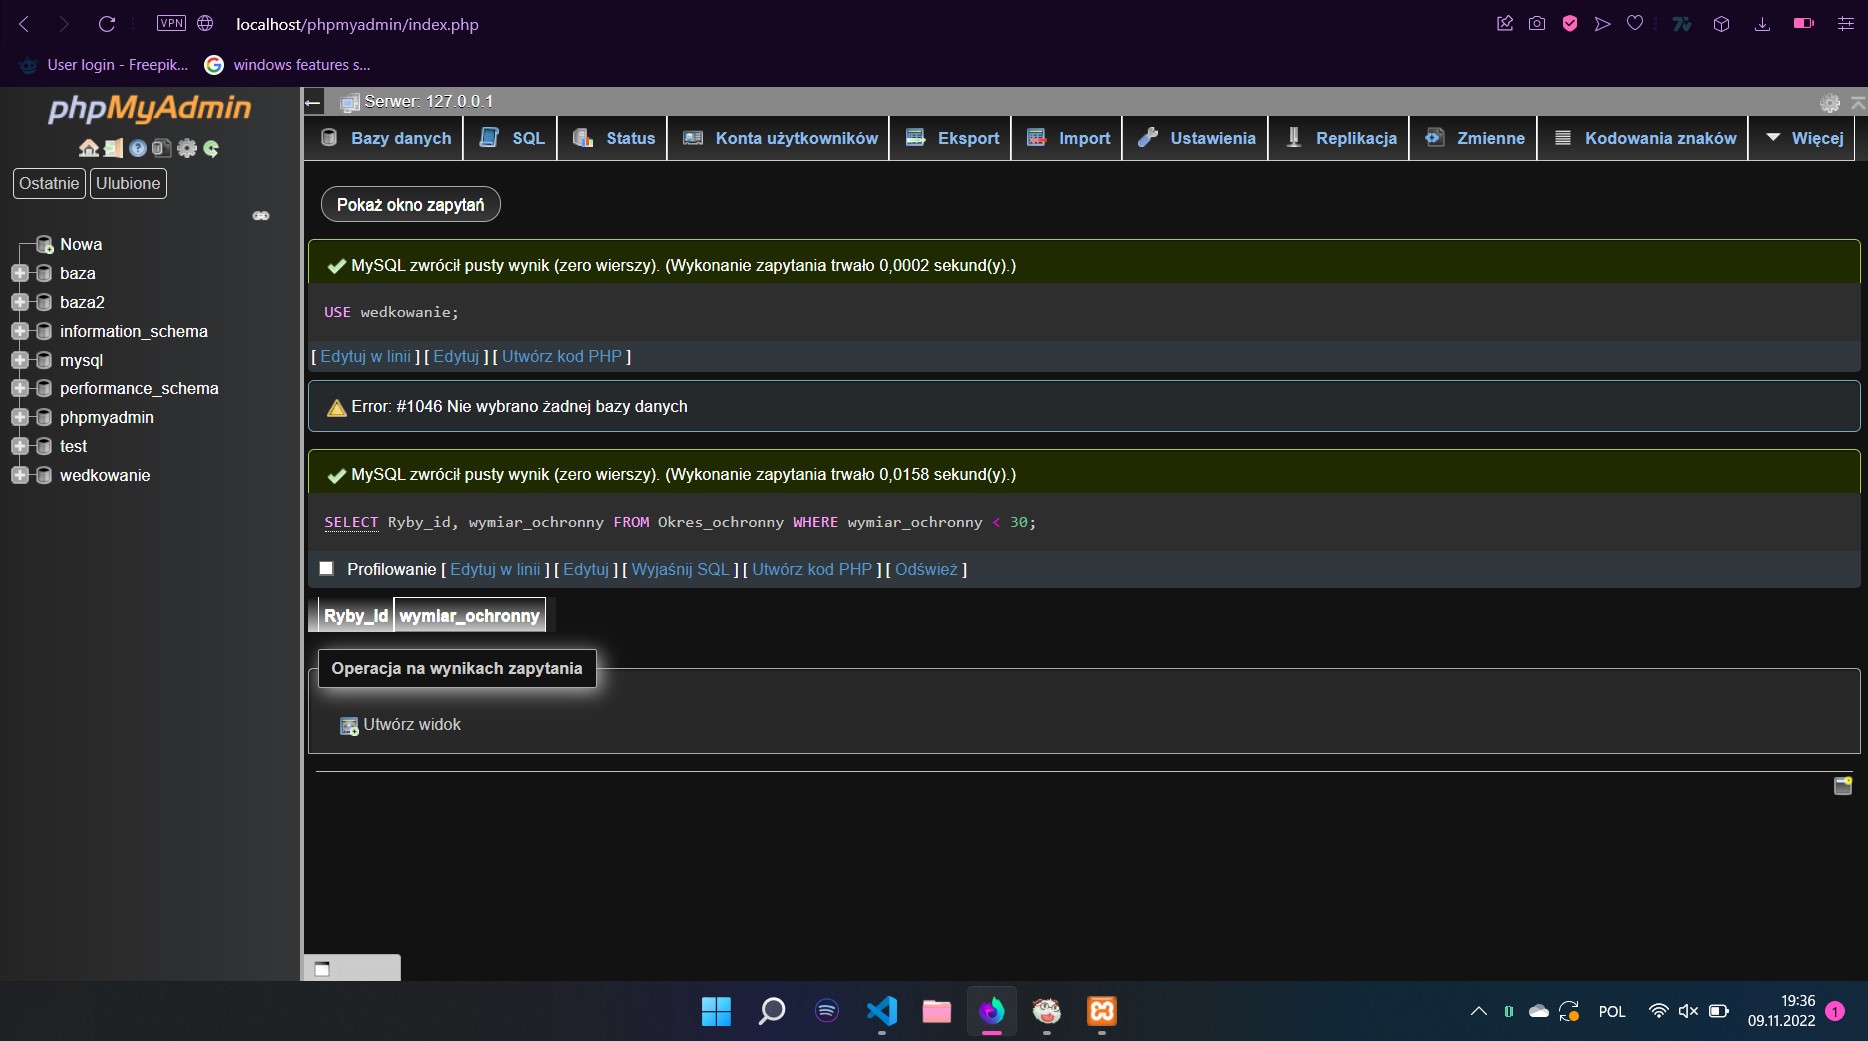 VPN
localhost/phpmyadmin/index.php
User login - Freepik...
windows features s...
phpMyAdmin
Ostatnie
Ulubione
Nowa
baza
baza2
information_schema
mysql
performance_schema
phpmyadmin
test
wedkowanie
Serwer: 127.0.0.1
Bazy danych
SQL
Status
Konta użytkowników
Eksport
Import
Ustawienia
Replikacja
Zmienne
Kodowania znaków
Więcej
Pokaż okno zapytań
MySQL zwrócił pusty wynik (zero wierszy). (Wykonanie zapytania trwało 0,0002 sekund(y).)
USE wedkowanie;
[ Edytuj w linii ] [ Edytuj ] [ Utwórz kod PHP ]
Error: #1046 Nie wybrano żadnej bazy danych
MySQL zwrócił pusty wynik (zero wierszy). (Wykonanie zapytania trwało 0,0158 sekund(y).)
SELECT Ryby_id, wymiar_ochronny FROM Okres_ochronny WHERE wymiar_ochronny < 30;
Profilowanie [ Edytuj w linii ] [ Edytuj ] [ Wyjaśnij SQL ] [ Utwórz kod PHP ] [ Odśwież ]
Ryby_id wymiar_ochronny
Operacja na wynikach zapytania
Utwórz widok
POL
19:36
09.11.2022
1